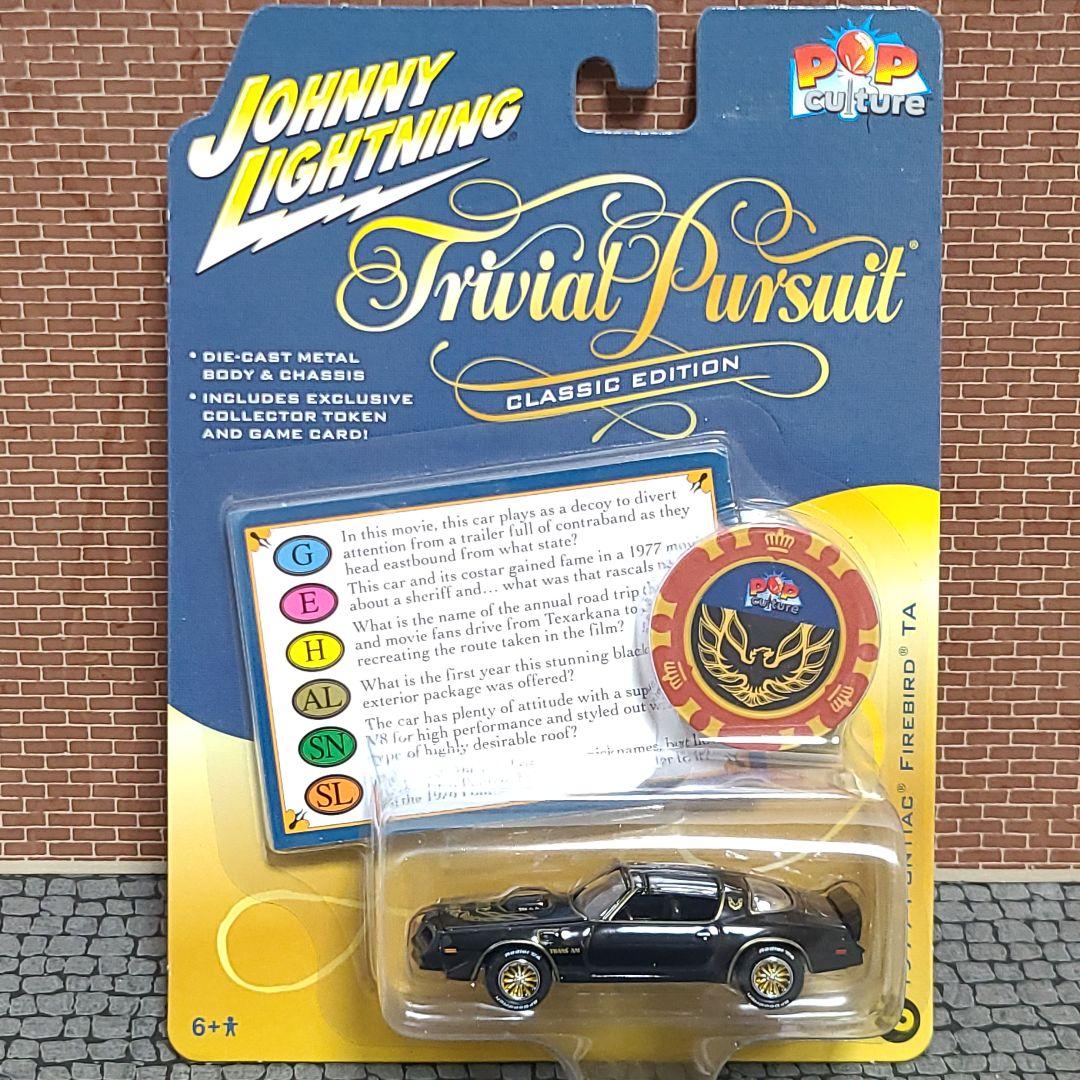 JOHNNY
LIGHTNING®
POP
culture
Trivial Pursuit®
CLASSIC EDITION
• DIE-CAST METAL
BODY & CHASSIS
• INCLUDES EXCLUSIVE
COLLECTOR TOKEN
AND GAME CARD!
G
In this movie, this car plays as a decoy to divert
attention from a trailer full of contraband as they
head eastbound from what state?
E
This car and its costar gained fame in a 1977
about a sheriff and... what was that rascals
H
What is the name of the annual road trip
and movie fans drive from Texarkana to
recreating the route taken in the film?
AL
What is the first year this stunning black
exterior package was offered?
SN
The car has plenty of attitude with a
V8 for high performance and styled out
of highly desirable roof?
SL
nicknames, but
the
POP
culture
PONTIAC® FIREBIRD® TA
TRANS AM
6+